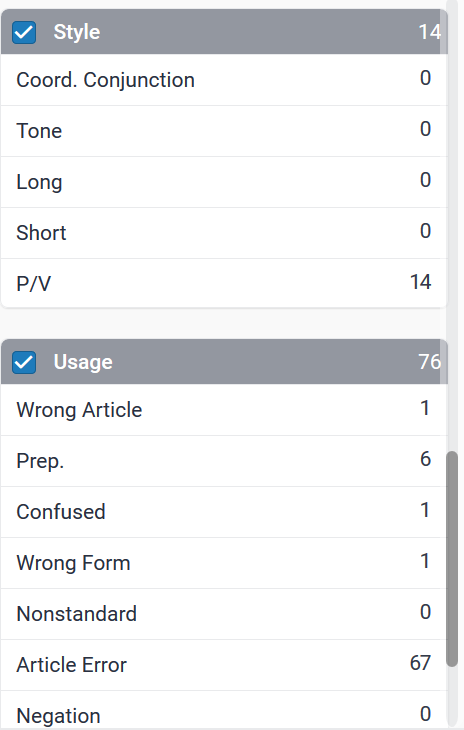 Style 14
Coord. Conjunction 0
Tone 0
Long 0
Short 0
P/V 14
Usage 76
Wrong Article 1
Prep. 6
Confused 1
Wrong Form 1
Nonstandard 0
Article Error 67
Negation 0